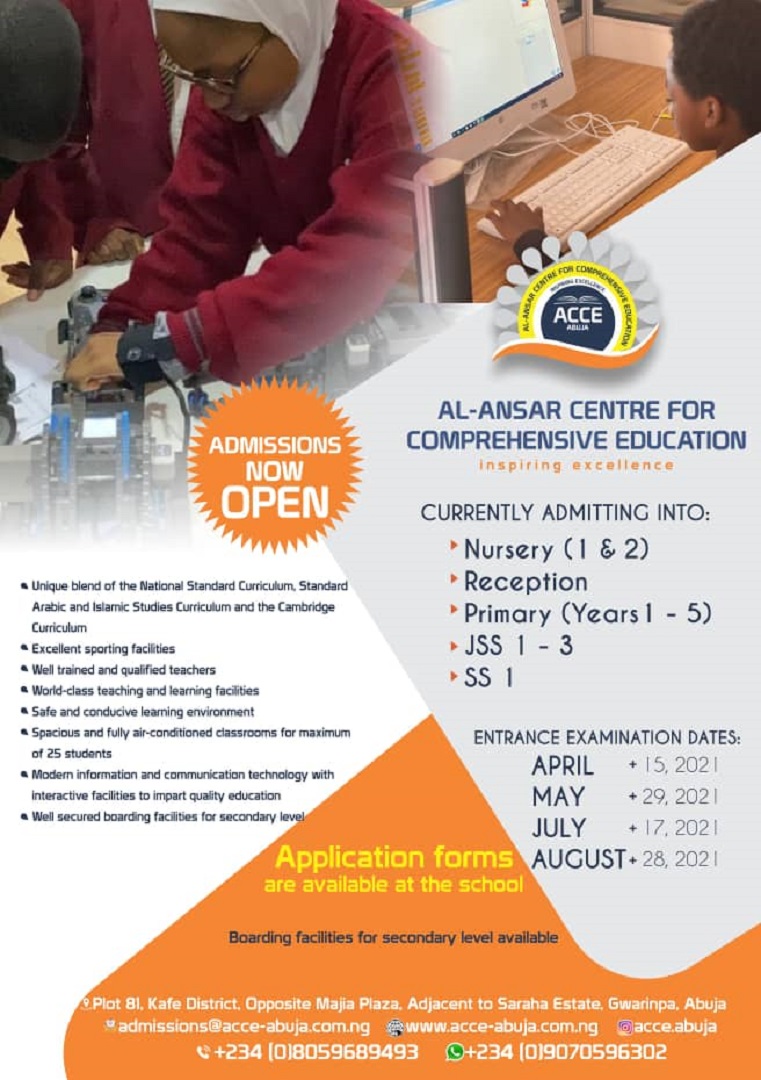 AL-ANSAR CENTRE FOR COMPREHENSIVE EDUCATION
INSPIRING EXCELLENCE
ACCE
ABUJA
AL-ANSAR CENTRE FOR
COMPREHENSIVE EDUCATION
inspiring excellence
ADMISSIONS
NOW
OPEN
CURRENTLY ADMITTING INTO:
Nursery (1 & 2)
Reception
Primary (Years 1 - 5)
JSS 1 - 3
SS 1
Unique blend of the National Standard Curriculum, Standard
Arabic and Islamic Studies Curriculum and the Cambridge
Curriculum
Excellent sporting facilities
Well trained and qualified teachers
World-class teaching and learning facilities
Safe and conducive learning environment
Spacious and fully air-conditioned classrooms for maximum
of 25 students
Modern information and communication technology with
interactive facilities to impart quality education
Well secured boarding facilities for secondary level
ENTRANCE EXAMINATION DATES:
APRIL + 15, 2021
MAY + 29, 2021
JULY + 17, 2021
AUGUST + 28, 2021
Application forms
are available at the school
Boarding facilities for secondary level available
Plot 81, Kafe District, Opposite Majia Plaza, Adjacent to Saraha Estate, Gwarinpa, Abuja
admissions@acce-abuja.com.ng www.acce-abuja.com.ng acce.abuja
+234 (0)8059689493 +234 (0)9070596302